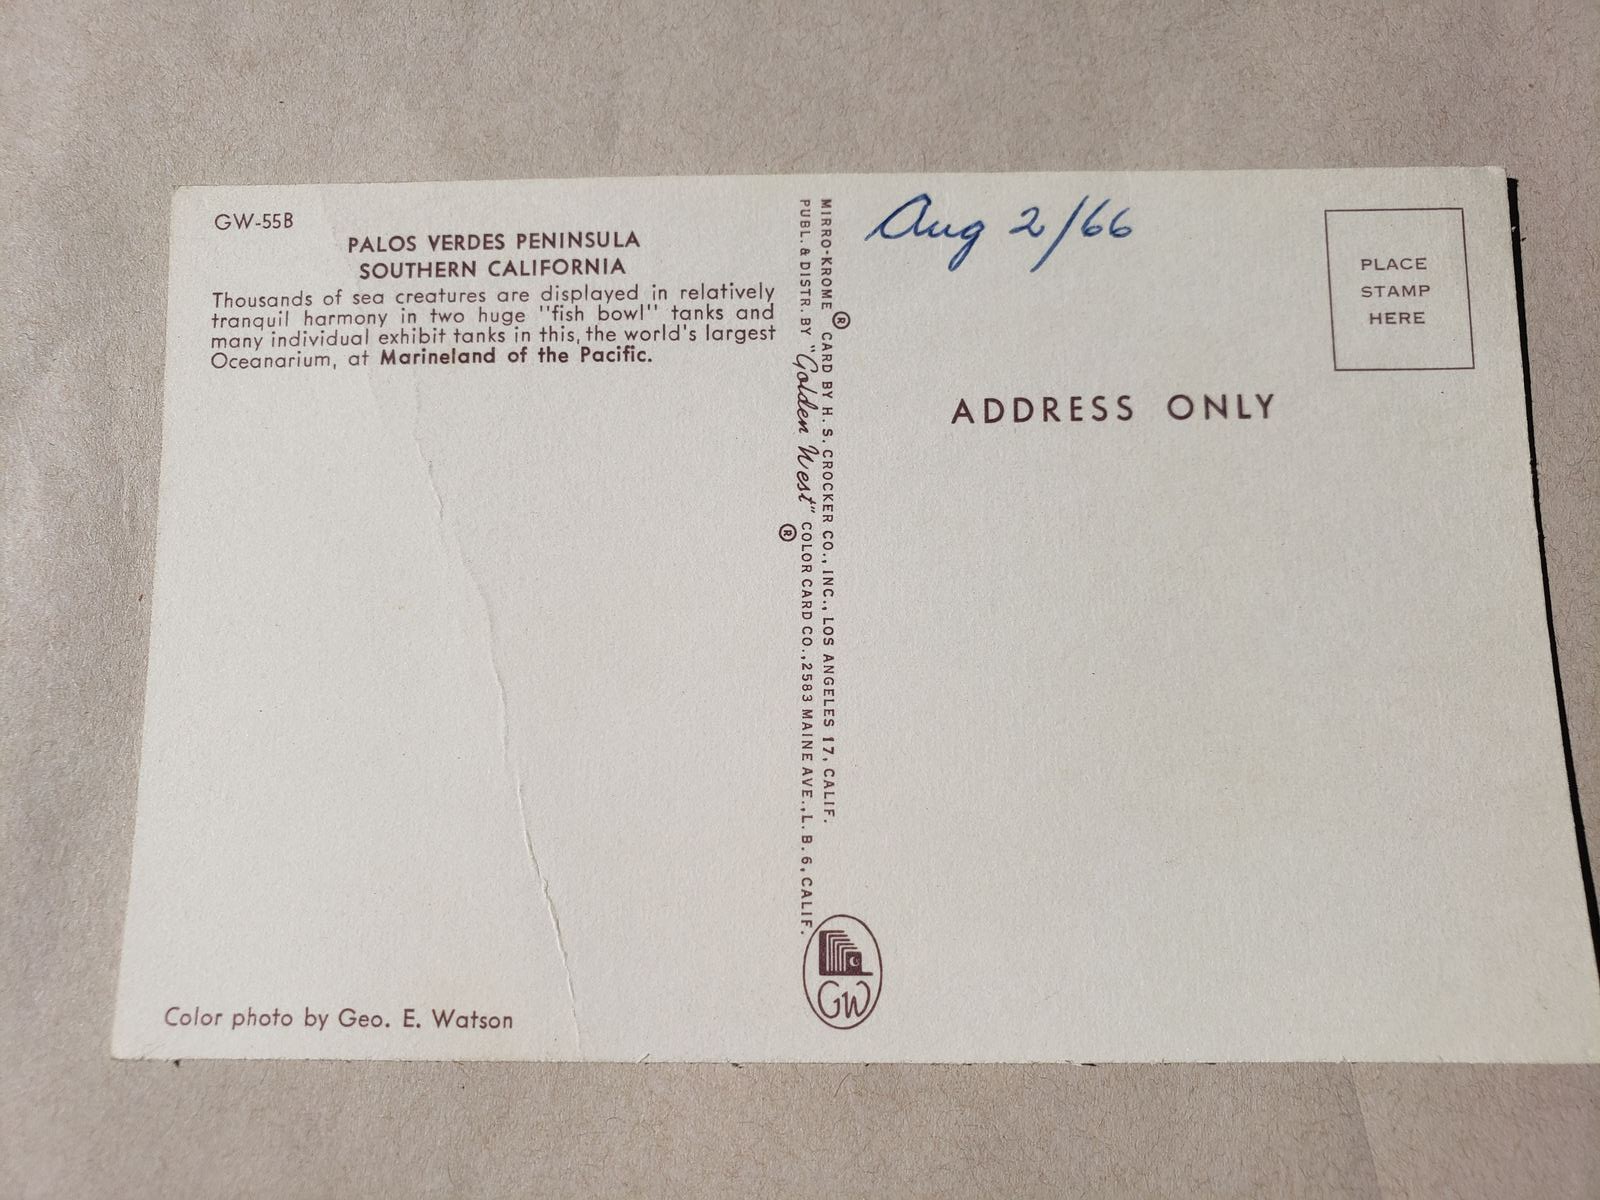 GW-55B
PALOS VERDES PENINSULA
SOUTHERN CALIFORNIA
Thousands of sea creatures are displayed in relatively
tranquil harmony in two huge "fish bowl" tanks and
many individual exhibit tanks in this, the world's largest
Oceanarium, at Marineland of the Pacific.
Color photo by Geo. E. Watson
MIRRO-KROME ® CARD BY H. S. CROCKER CO., INC., LOS ANGELES 17, CALIF.
PUBL. & DISTR. BY "Golden West" ® COLOR CARD CO., 2583 MAINE AVE., L. B. 6, CALIF.
GW
Aug 2/66
PLACE
STAMP
HERE
ADDRESS ONLY